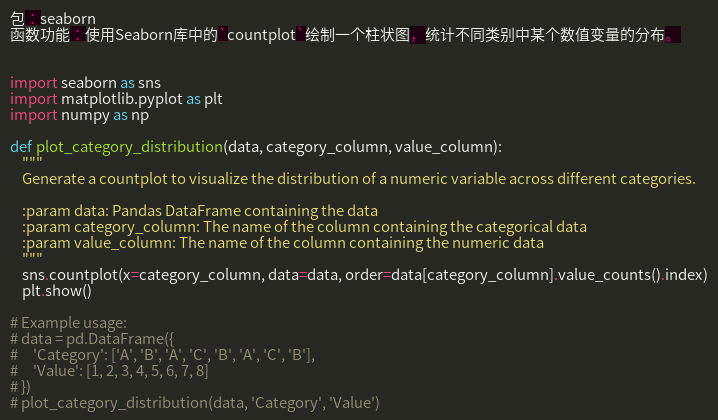 包：seaborn
函数功能：使用Seaborn库中的`countplot`绘制一个柱状图，统计不同类别中某个数值变量的分布。
import seaborn as sns
import matplotlib.pyplot as plt
import numpy as np
def plot_category_distribution(data, category_column, value_column):
"""
Generate a countplot to visualize the distribution of a numeric variable across different categories.
:param data: Pandas DataFrame containing the data
:param category_column: The name of the column containing the categorical data
:param value_column: The name of the column containing the numeric data
"""
sns.countplot(x=category_column, data=data, order=data[category_column].value_counts().index)
plt.show()
# Example usage:
# data = pd.DataFrame({
#     'Category': ['A', 'B', 'A', 'C', 'B', 'A', 'C', 'B'],
#     'Value': [1, 2, 3, 4, 5, 6, 7, 8]
# })
# plot_category_distribution(data, 'Category', 'Value')